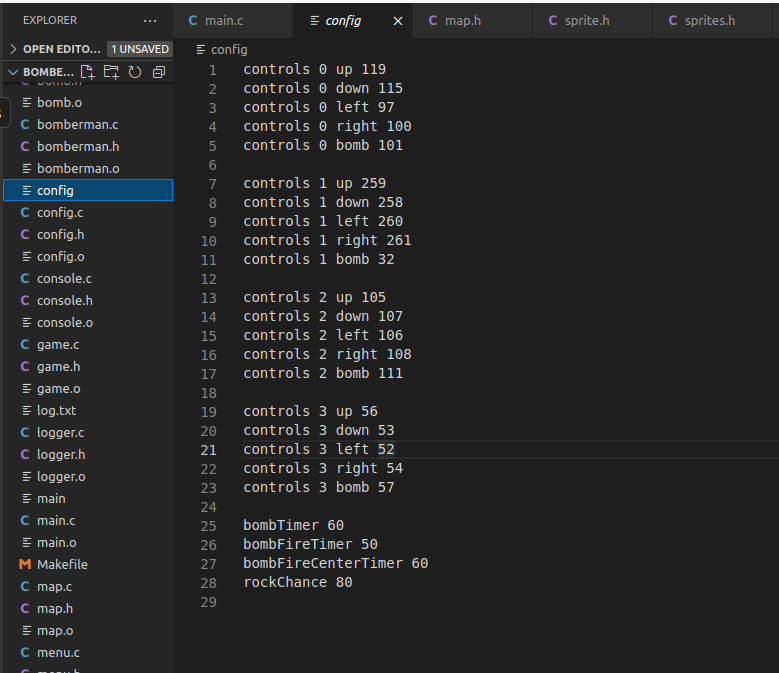 EXPLORER
OPEN EDITO... 1 UNSAVED
BOMBE...
bomb.o
bomberman.c
bomberman.h
bomberman.o
config
config.c
config.h
config.o
console.c
console.h
console.o
game.c
game.h
game.o
log.txt
logger.c
logger.h
logger.o
main
main.c
main.o
Makefile
map.c
map.h
map.o
menu.c
main.c config map.h sprite.h sprites.h
config
1 controls 0 up 119
2 controls 0 down 115
3 controls 0 left 97
4 controls 0 right 100
5 controls 0 bomb 101
6
7 controls 1 up 259
8 controls 1 down 258
9 controls 1 left 260
10 controls 1 right 261
11 controls 1 bomb 32
12
13 controls 2 up 105
14 controls 2 down 107
15 controls 2 left 106
16 controls 2 right 108
17 controls 2 bomb 111
18
19 controls 3 up 56
20 controls 3 down 53
21 controls 3 left 52
22 controls 3 right 54
23 controls 3 bomb 57
24
25 bombTimer 60
26 bombFireTimer 50
27 bombFireCenterTimer 60
28 rockChance 80
29